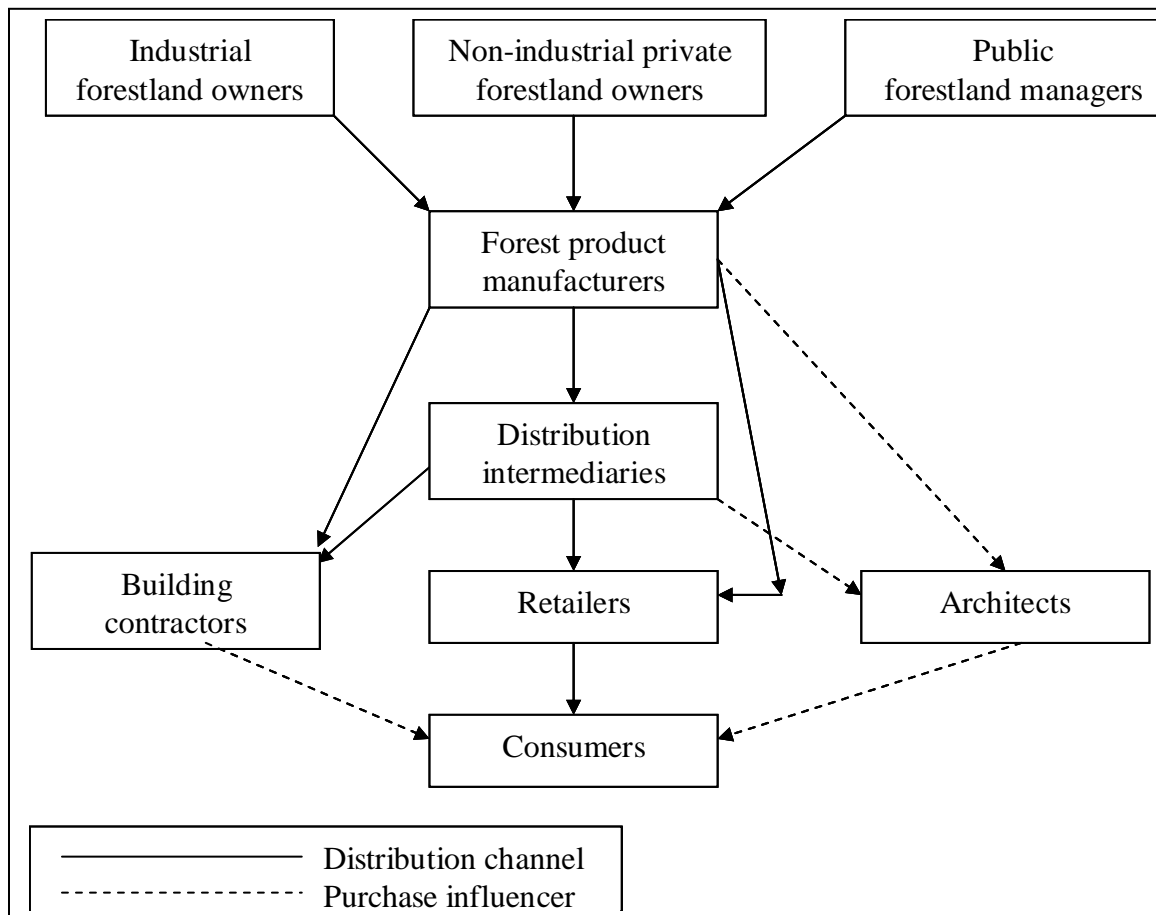 Industrial
forestland owners
Non-industrial private
forestland owners
Public
forestland managers
Forest product
manufacturers
Distribution
intermediaries
Building
contractors
Retailers
Architects
Consumers
Distribution channel
Purchase influencer